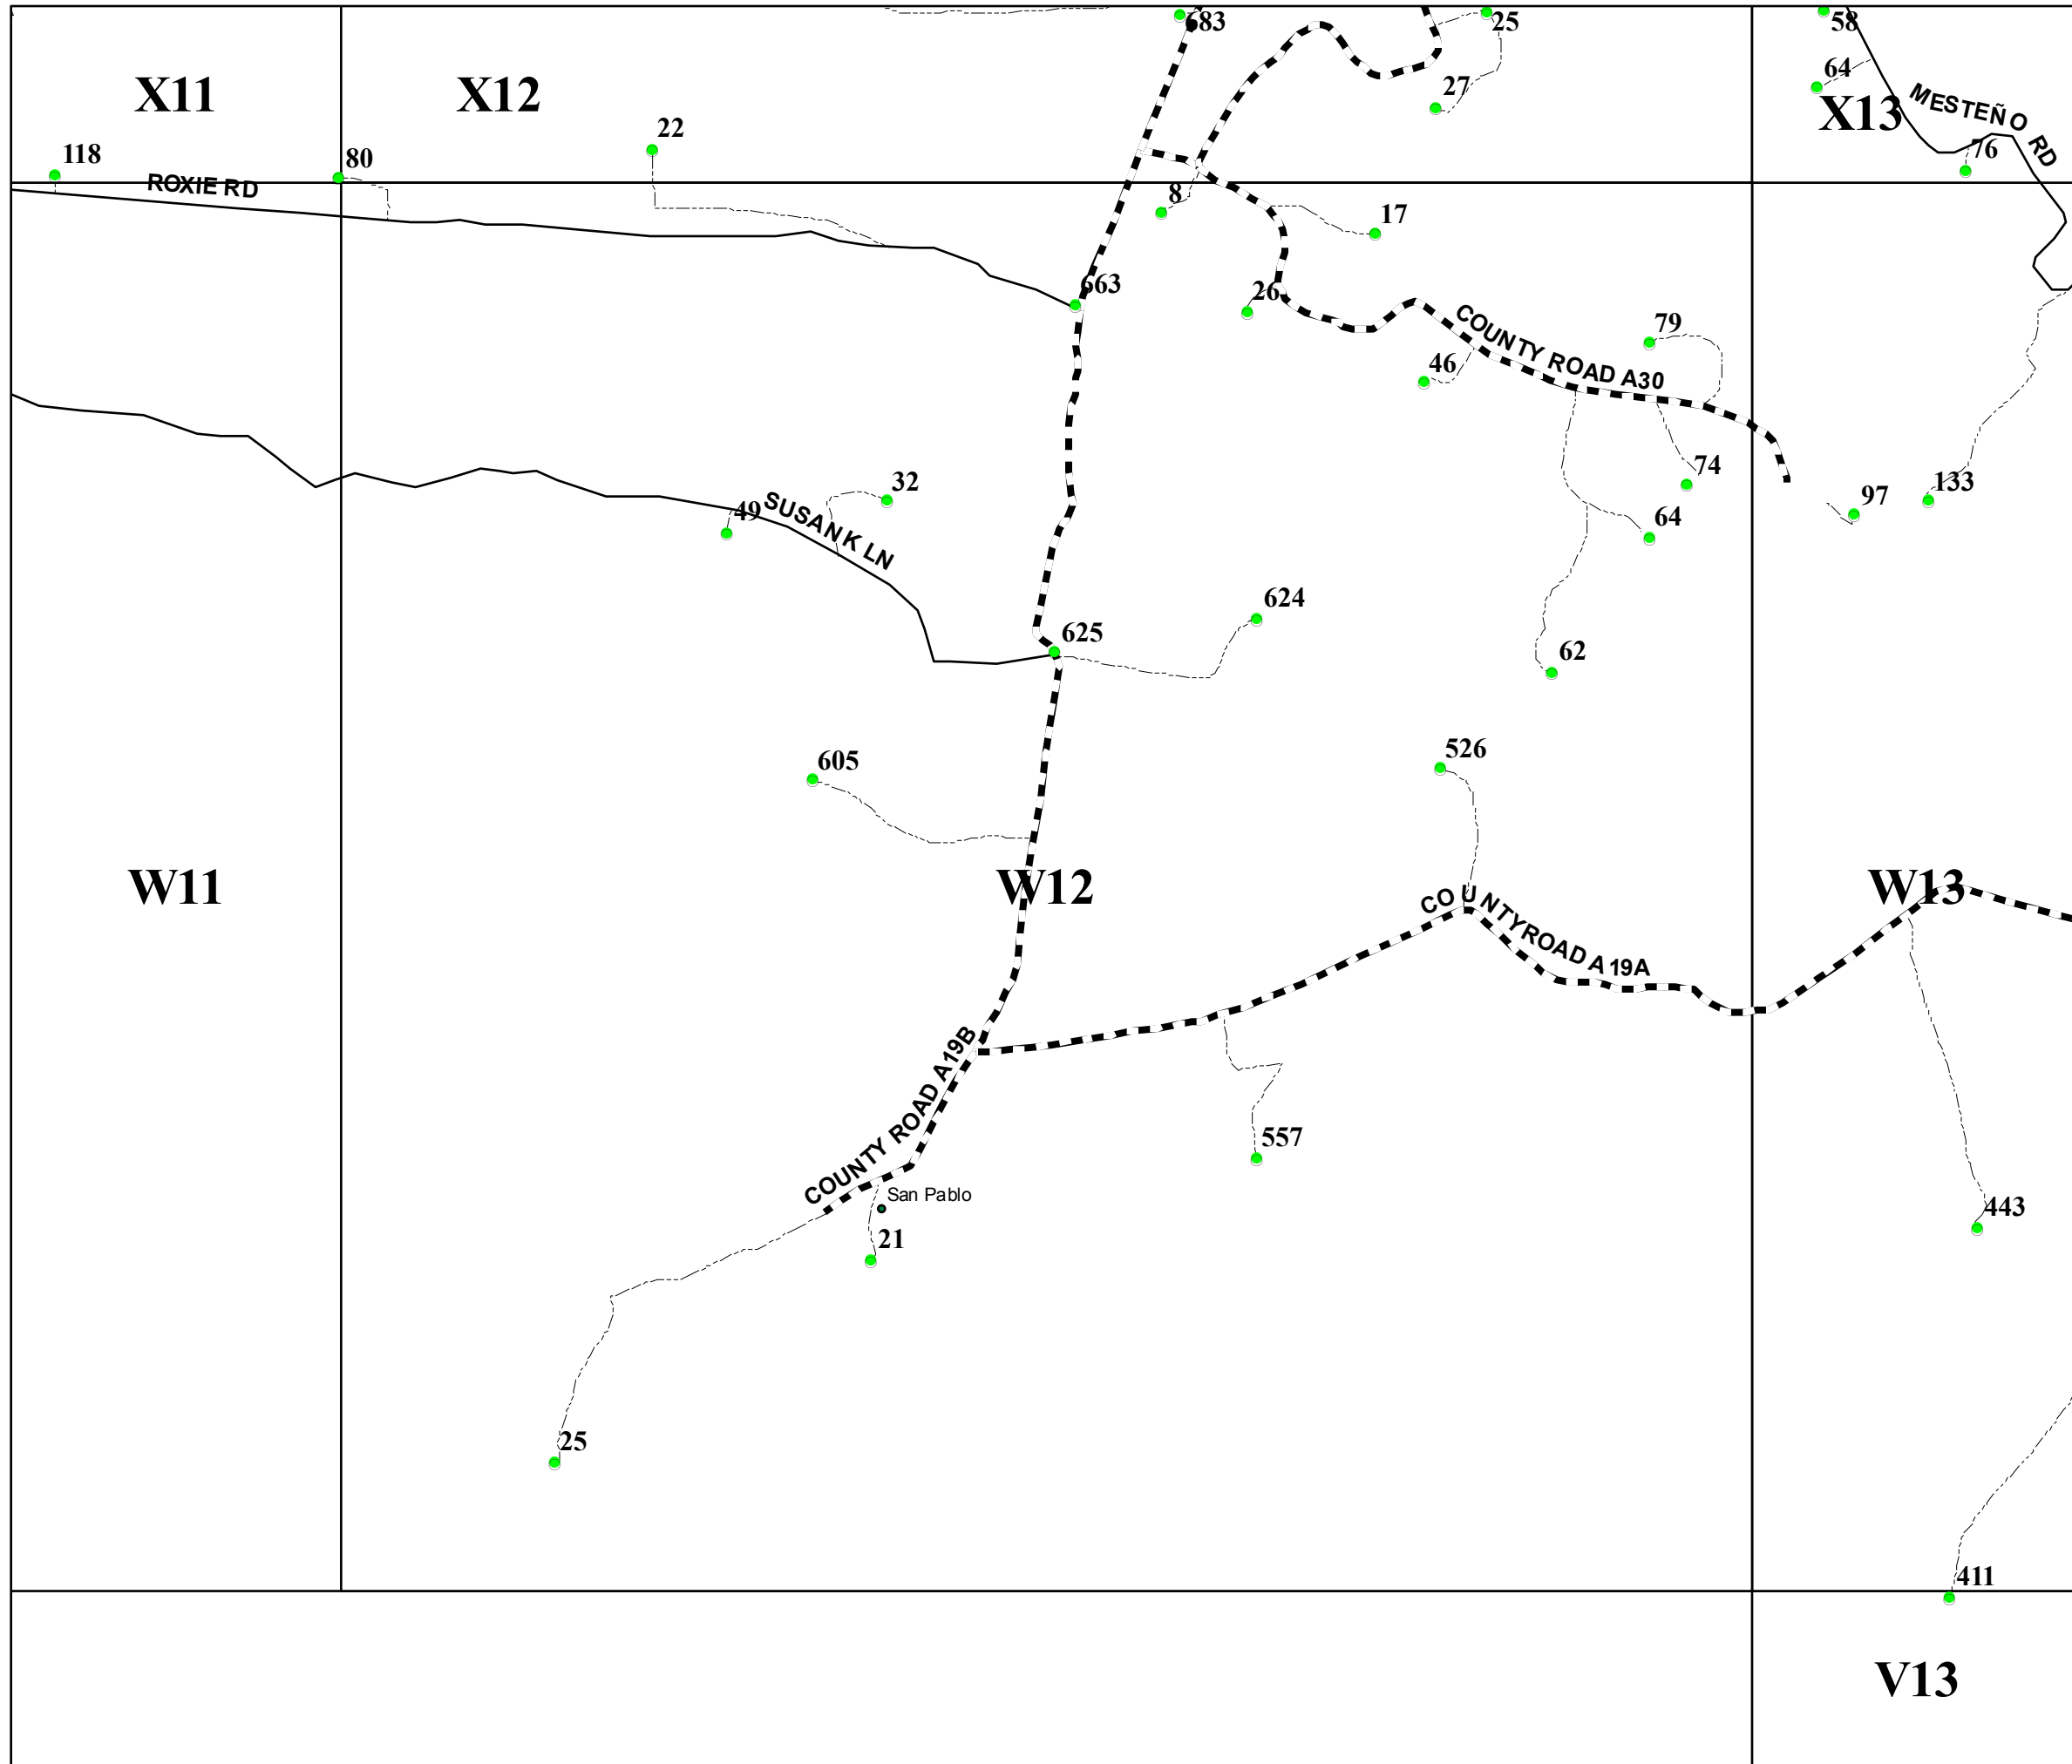 683
25
58
X11
X12
27
64
X13
MESTEÑO RD
22
118
80
76
ROXIE RD
8
17
663
26
COUNTY ROAD A30
79
46
32
74
133
97
49
SUSAN K LN
64
624
625
62
605
526
W11
W12
W13
COUNTY ROAD A19A
COUNTY ROAD A19B
557
San Pablo
443
21
25
411
V13